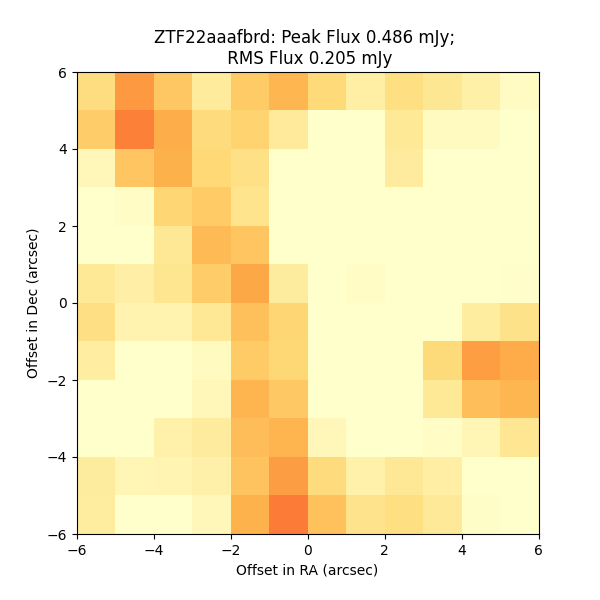 ZTF22aaafbrd: Peak Flux 0.486 mJy;
RMS Flux 0.205 mJy
6
4
2
0
−2
−4
−6
Offset in Dec (arcsec)
−6 −4 −2 0 2 4 6
Offset in RA (arcsec)